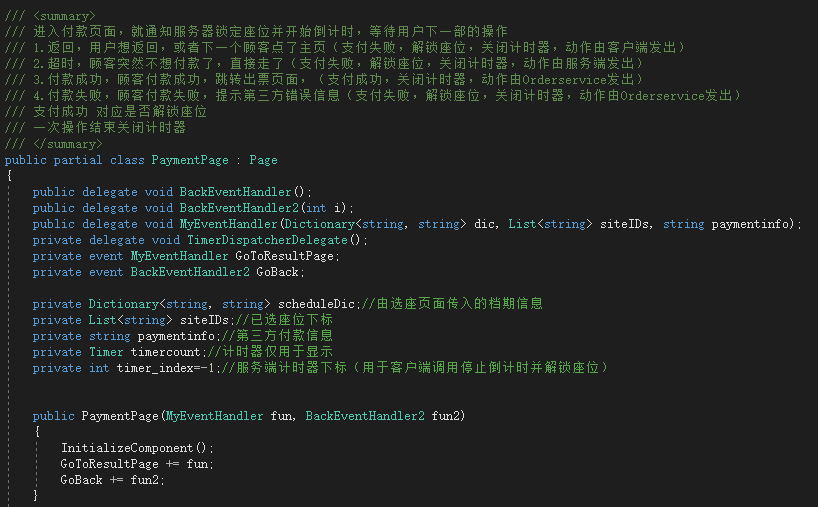 /// <summary>
/// 进入付款页面，就通知服务器锁定座位并开始倒计时，等待用户下一部的操作
/// 1.返回，用户想返回，或者下一个顾客点了主页（支付失败，解锁座位，关闭计时器，动作由客户端发出）
/// 2.超时，顾客突然不想付款了，直接走了（支付失败，解锁座位，关闭计时器，动作由服务端发出）
/// 3.付款成功，顾客付款成功，跳转出票页面，（支付成功，关闭计时器，动作由Orderservice发出）
/// 4.付款失败，顾客付款失败，提示第三方错误信息（支付失败，解锁座位，关闭计时器，动作由Orderservice发出）
/// 支付成功 对应是否解锁座位
/// 一次操作结束关闭计时器
/// </summary>
public partial class PaymentPage : Page
{
public delegate void BackEventHandler();
public delegate void BackEventHandler2(int i);
public delegate void MyEventHandler(Dictionary<string, string> dic, List<string> siteIDs, string paymentinfo);
private delegate void TimerDispatcherDelegate();
private event MyEventHandler GoToResultPage;
private event BackEventHandler2 GoBack;
private Dictionary<string, string> scheduleDic;//由选座页面传入的档期信息
private List<string> siteIDs;//已选座位下标
private string paymentinfo;//第三方付款信息
private Timer timercount;//计时器仅用于显示
private int timer_index=-1;//服务端计时器下标（用于客户端调用停止倒计时并解锁座位）
public PaymentPage(MyEventHandler fun, BackEventHandler2 fun2)
{
InitializeComponent();
GoToResultPage += fun;
GoBack += fun2;
}